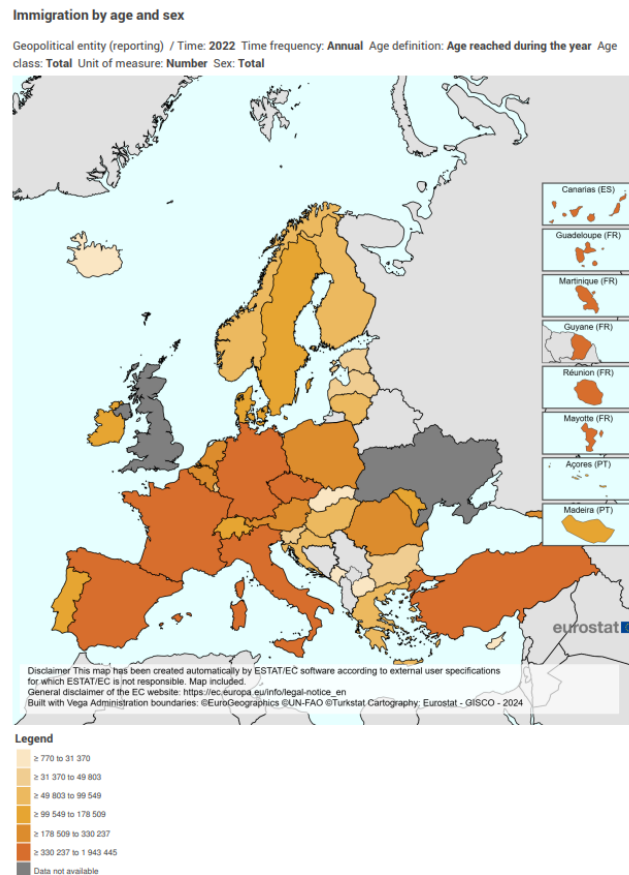 Immigration by age and sex
Geopolitical entity (reporting) / Time: 2022 Time frequency: Annual Age definition: Age reached during the year Age
class: Total Unit of measure: Number Sex: Total
Canarias (ES)
Guadeloupe (FR)
Martinique (FR)
Guyane (FR)
Réunion (FR)
Mayotte (FR)
Açores (PT)
Madeira (PT)
eurostat
Disclaimer This map has been created automatically by ESTAT/EC software according to external user specifications
for which ESTAT/EC is not responsible. Map included.
General disclaimer of the EC website: https://ec.europa.eu/info/legal-notice_en
Built with Vega Administration boundaries: ©EuroGeographics ©UN-FAO ©Turkstat Cartography: Eurostat - GISCO - 2024
Legend
≥ 770 to 31 370
≥ 31 370 to 49 803
≥ 49 803 to 99 549
≥ 99 549 to 178 509
≥ 178 509 to 330 237
≥ 330 237 to 1 943 445
Data not available